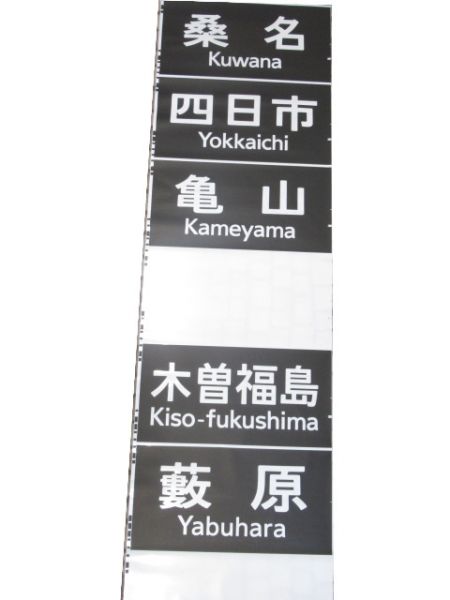 桑名
Kuwana
四日市
Yokkaichi
亀山
Kameyama
木曽福島
Kiso-fukushima
藪原
Yabuhara